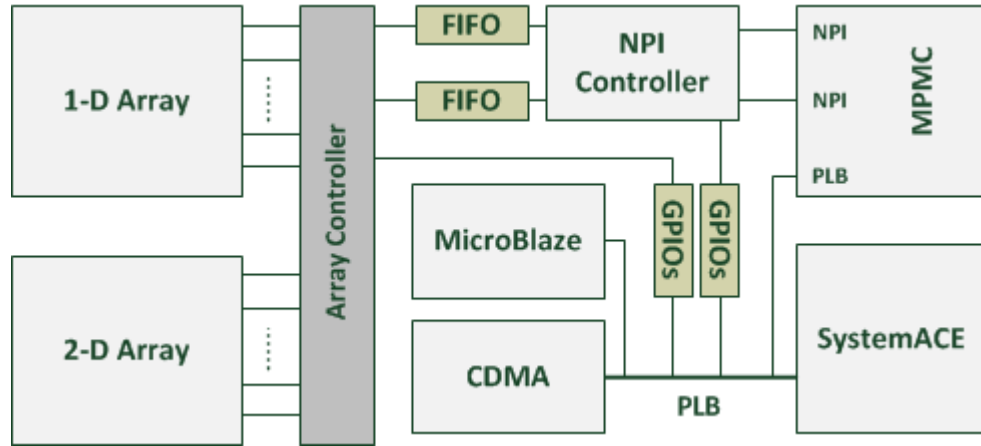 1-D Array
2-D Array
Array Controller
FIFO
FIFO
NPI
Controller
NPI
NPI
PLB
MPMC
MicroBlaze
GPIOs
GPIOs
CDMA
PLB
SystemACE